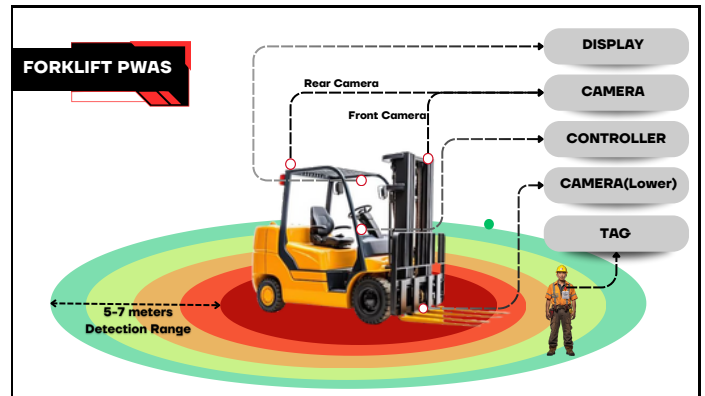 FORKLIFT PWAS
DISPLAY
Rear Camera
CAMERA
Front Camera
CONTROLLER
CAMERA(Lower)
TAG
5-7 meters
Detection Range